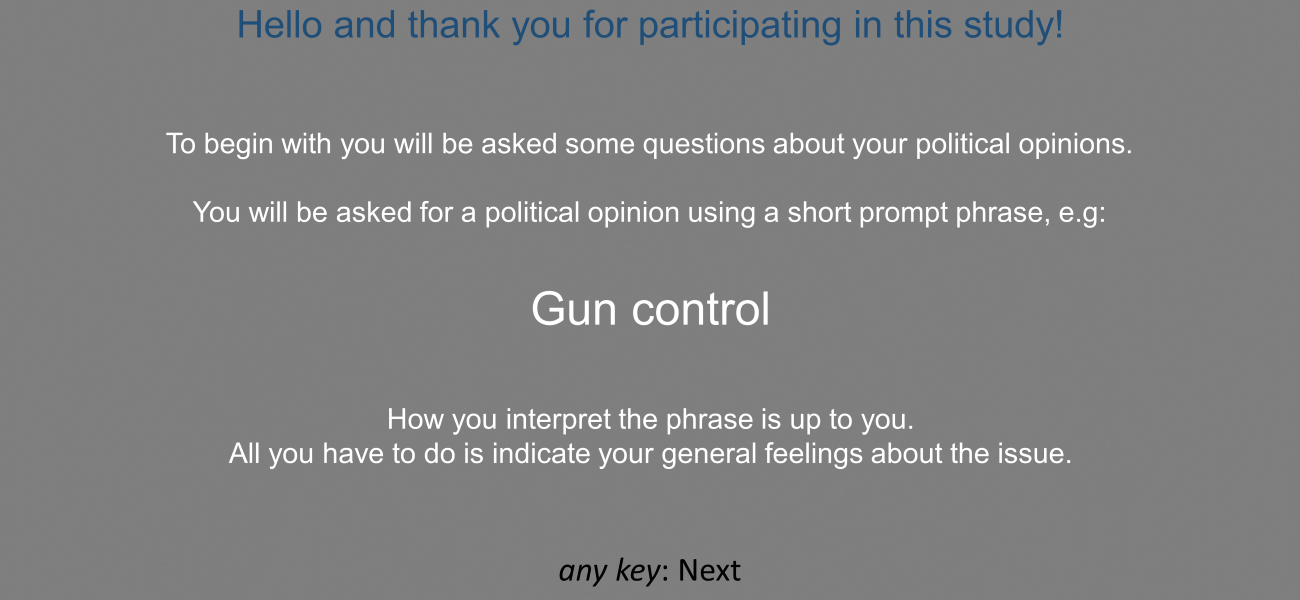 Hello and thank you for participating in this study!
To begin with you will be asked some questions about your political opinions.
You will be asked for a political opinion using a short prompt phrase, e.g:
Gun control
How you interpret the phrase is up to you.
All you have to do is indicate your general feelings about the issue.
any key: Next